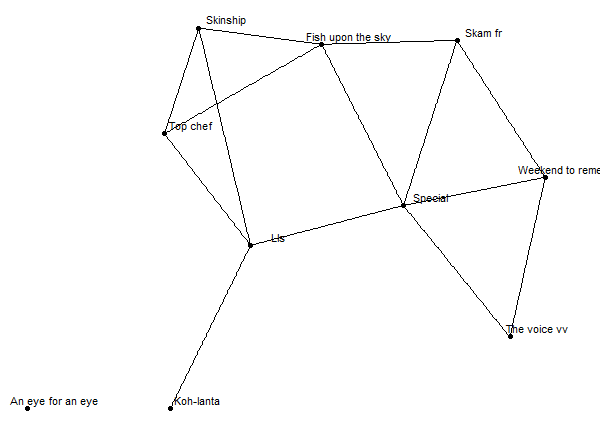 Skinship
Fish upon the sky
Skam fr
Top chef
Weekend to reme
Special
Lls
The voice vv
An eye for an eye
Koh-lanta